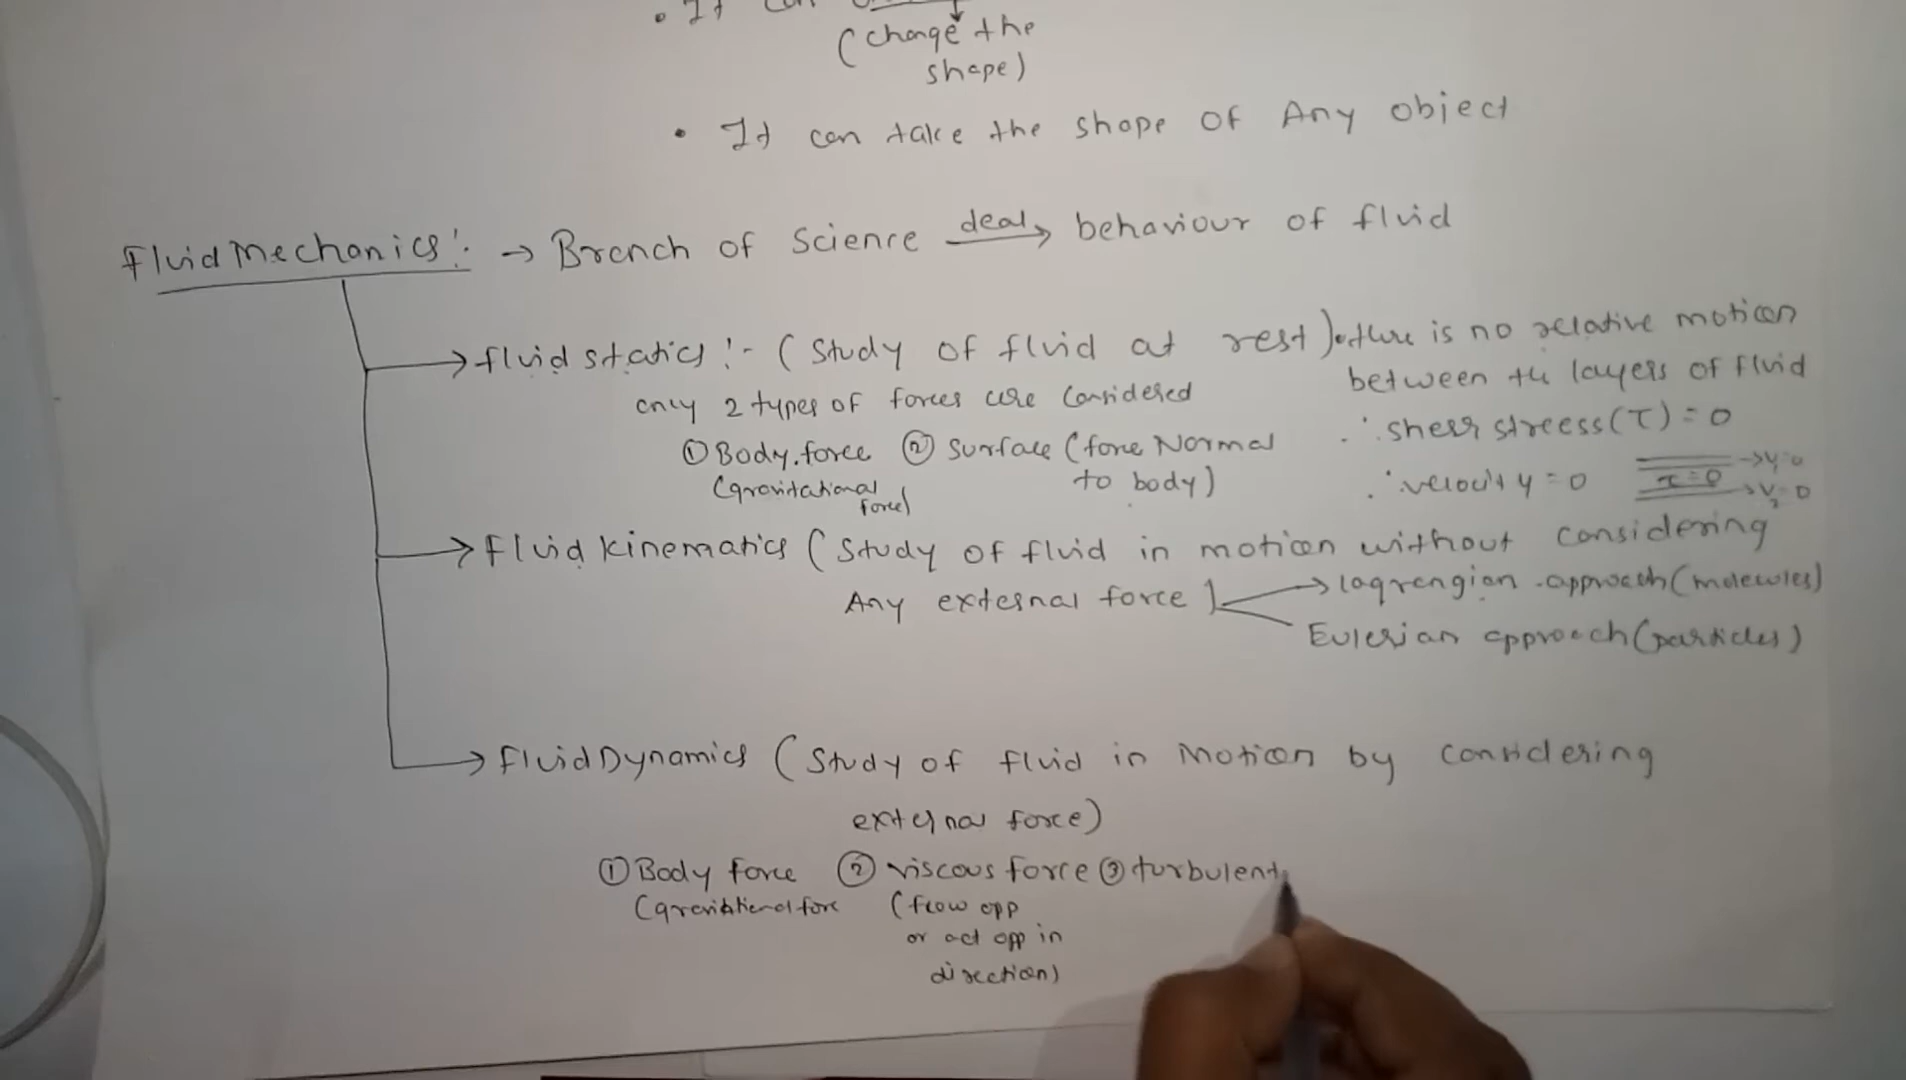 • It can
(change the
shape)
• It can take the shape of Any object
Fluid Mechanics :- → Branch of Science deal → behaviour of fluid
→ fluid statics :- ( Study of fluid at rest ) there is no relative motion
between the layers of fluid
only 2 types of forces are Considered
∴ shear streess (τ) = 0
① Body force ② Surface (force Normal
to body)
(gravitational
force)
∴ velocity = 0
τ = 0
→ fluid kinematics ( Study of fluid in motion without considering
Any external force ) → lagrangian approach (molecules)
Eulerian approach (particles)
→ fluid Dynamics ( Study of fluid in Motion by considering
external force)
① Body force ② viscous force ③ turbulent
(gravitational force (flow opp
or act opp in
direction)